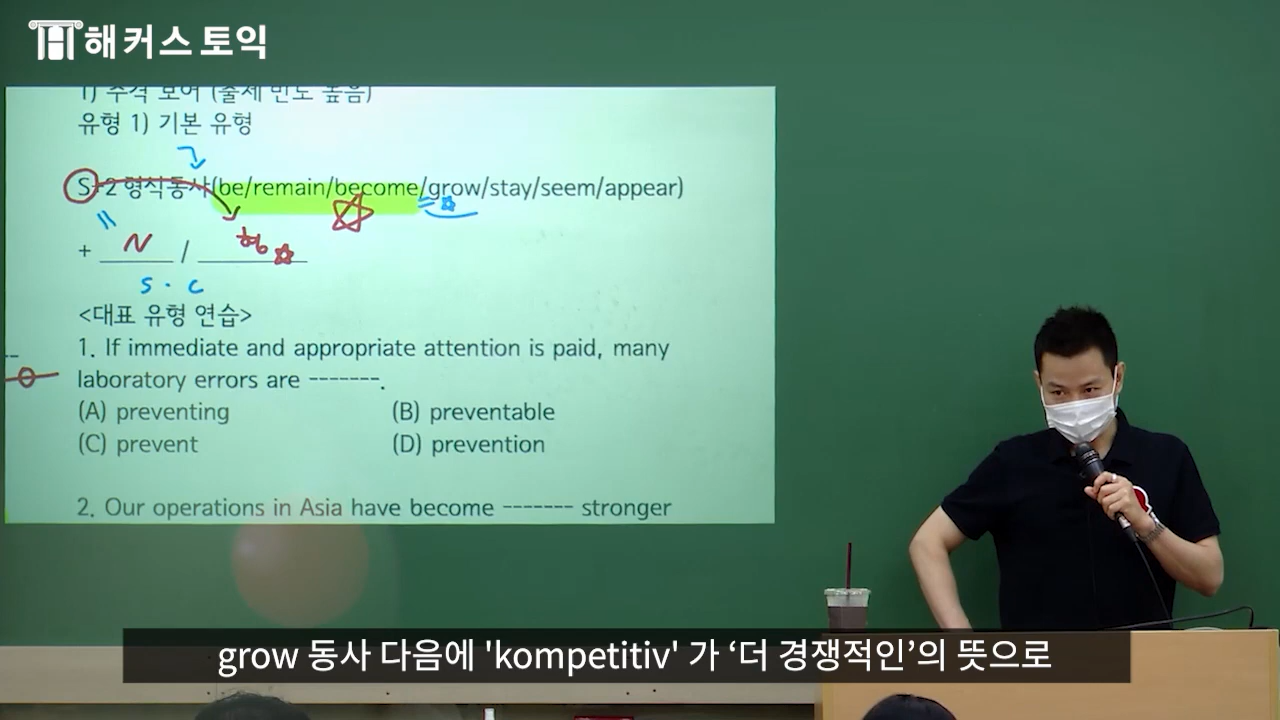 해커스 토익
1) 주격 보어 (출제 빈도 높음)
유형 1) 기본 유형
S+2형식동사(be/remain/become/grow/stay/seem/appear)
+ N / 형
S · C
<대표 유형 연습>
1. If immediate and appropriate attention is paid, many
laboratory errors are -------.
(A) preventing (B) preventable
(C) prevent (D) prevention
2. Our operations in Asia have become ------- stronger
grow 동사 다음에 'kompetitiv' 가 ‘더 경쟁적인’의 뜻으로